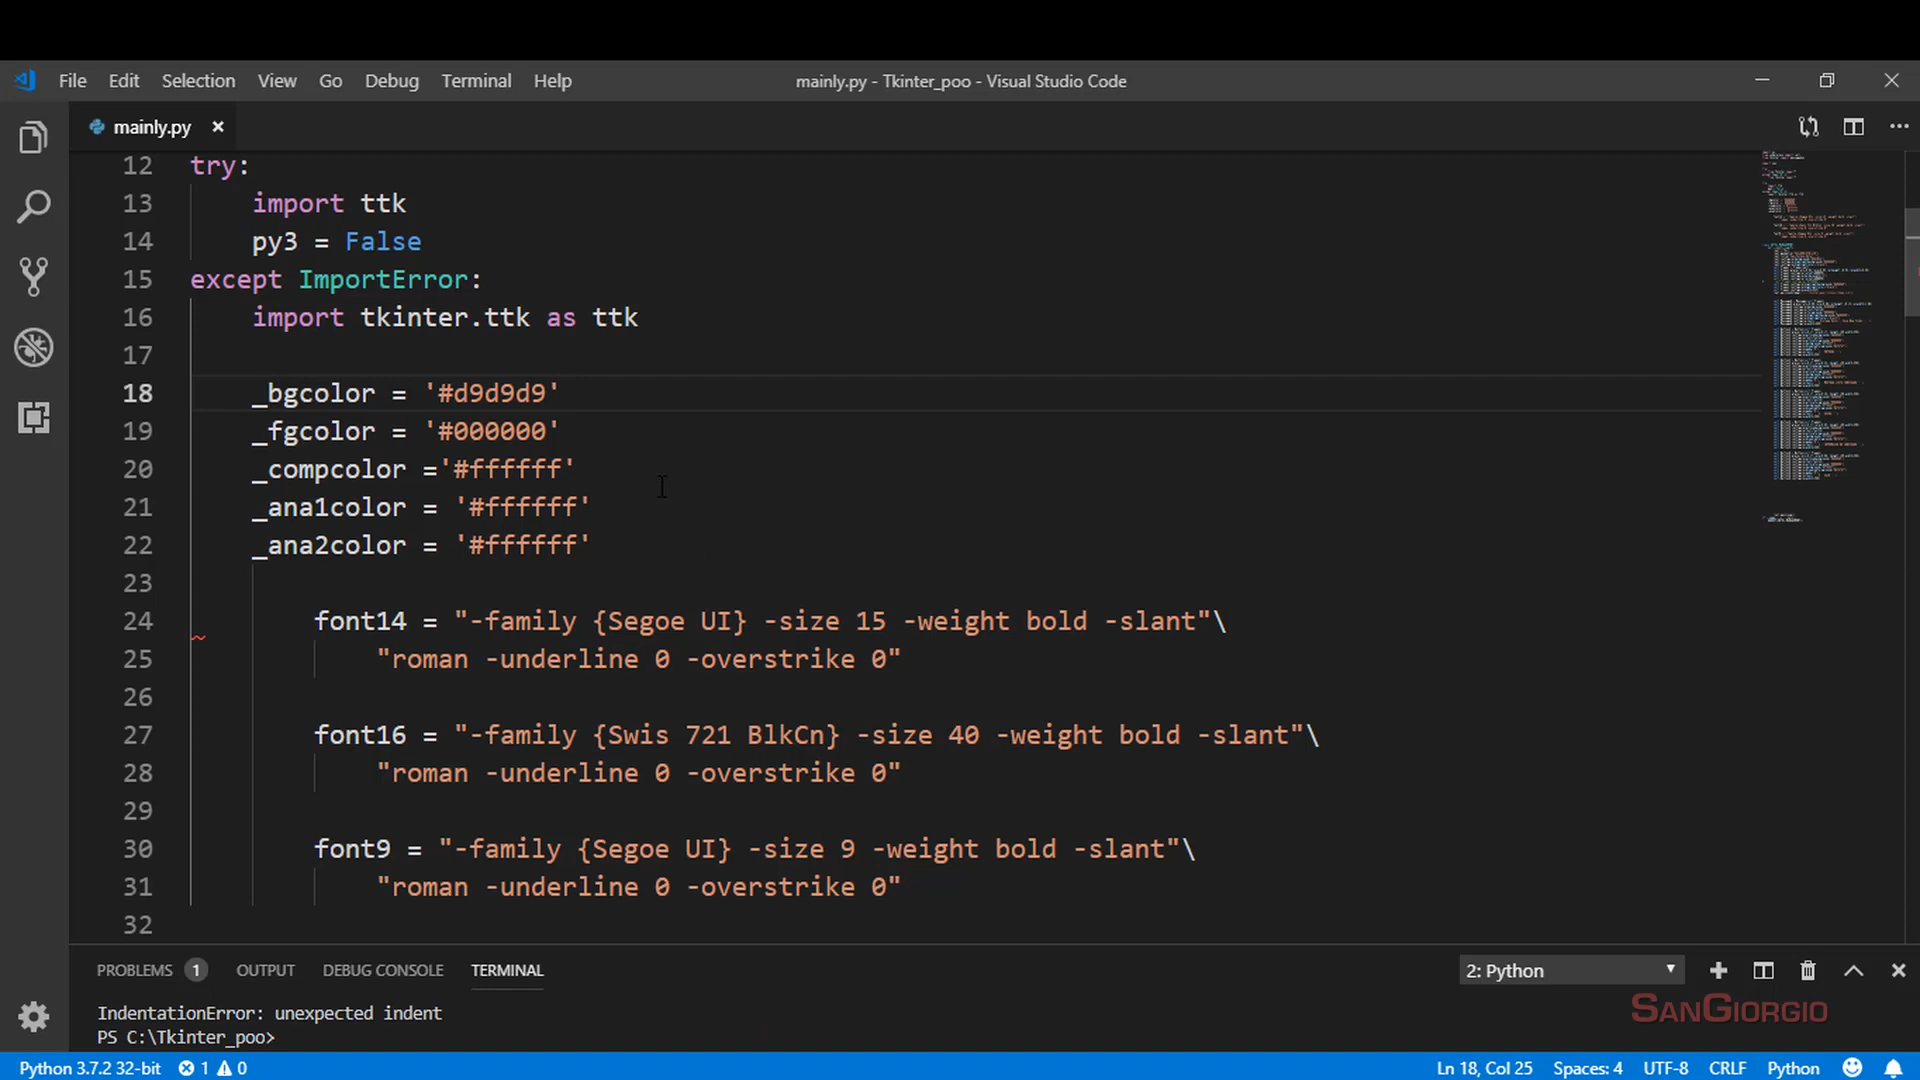 File Edit Selection View Go Debug Terminal Help mainly.py - Tkinter_poo - Visual Studio Code
mainly.py
12 try:
13 import ttk
14 py3 = False
15 except ImportError:
16 import tkinter.ttk as ttk
17
18 _bgcolor = '#d9d9d9'
19 _fgcolor = '#000000'
20 _compcolor ='#ffffff'
21 _ana1color = '#ffffff'
22 _ana2color = '#ffffff'
23
24 font14 = "-family {Segoe UI} -size 15 -weight bold -slant"\
25 "roman -underline 0 -overstrike 0"
26
27 font16 = "-family {Swis 721 BlkCn} -size 40 -weight bold -slant"\
28 "roman -underline 0 -overstrike 0"
29
30 font9 = "-family {Segoe UI} -size 9 -weight bold -slant"\
31 "roman -underline 0 -overstrike 0"
32
PROBLEMS 1 OUTPUT DEBUG CONSOLE TERMINAL 2: Python
IndentationError: unexpected indent
PS C:\Tkinter_poo>
SANGIORGIO
Python 3.7.2 32-bit 1 0 Ln 18, Col 25 Spaces: 4 UTF-8 CRLF Python